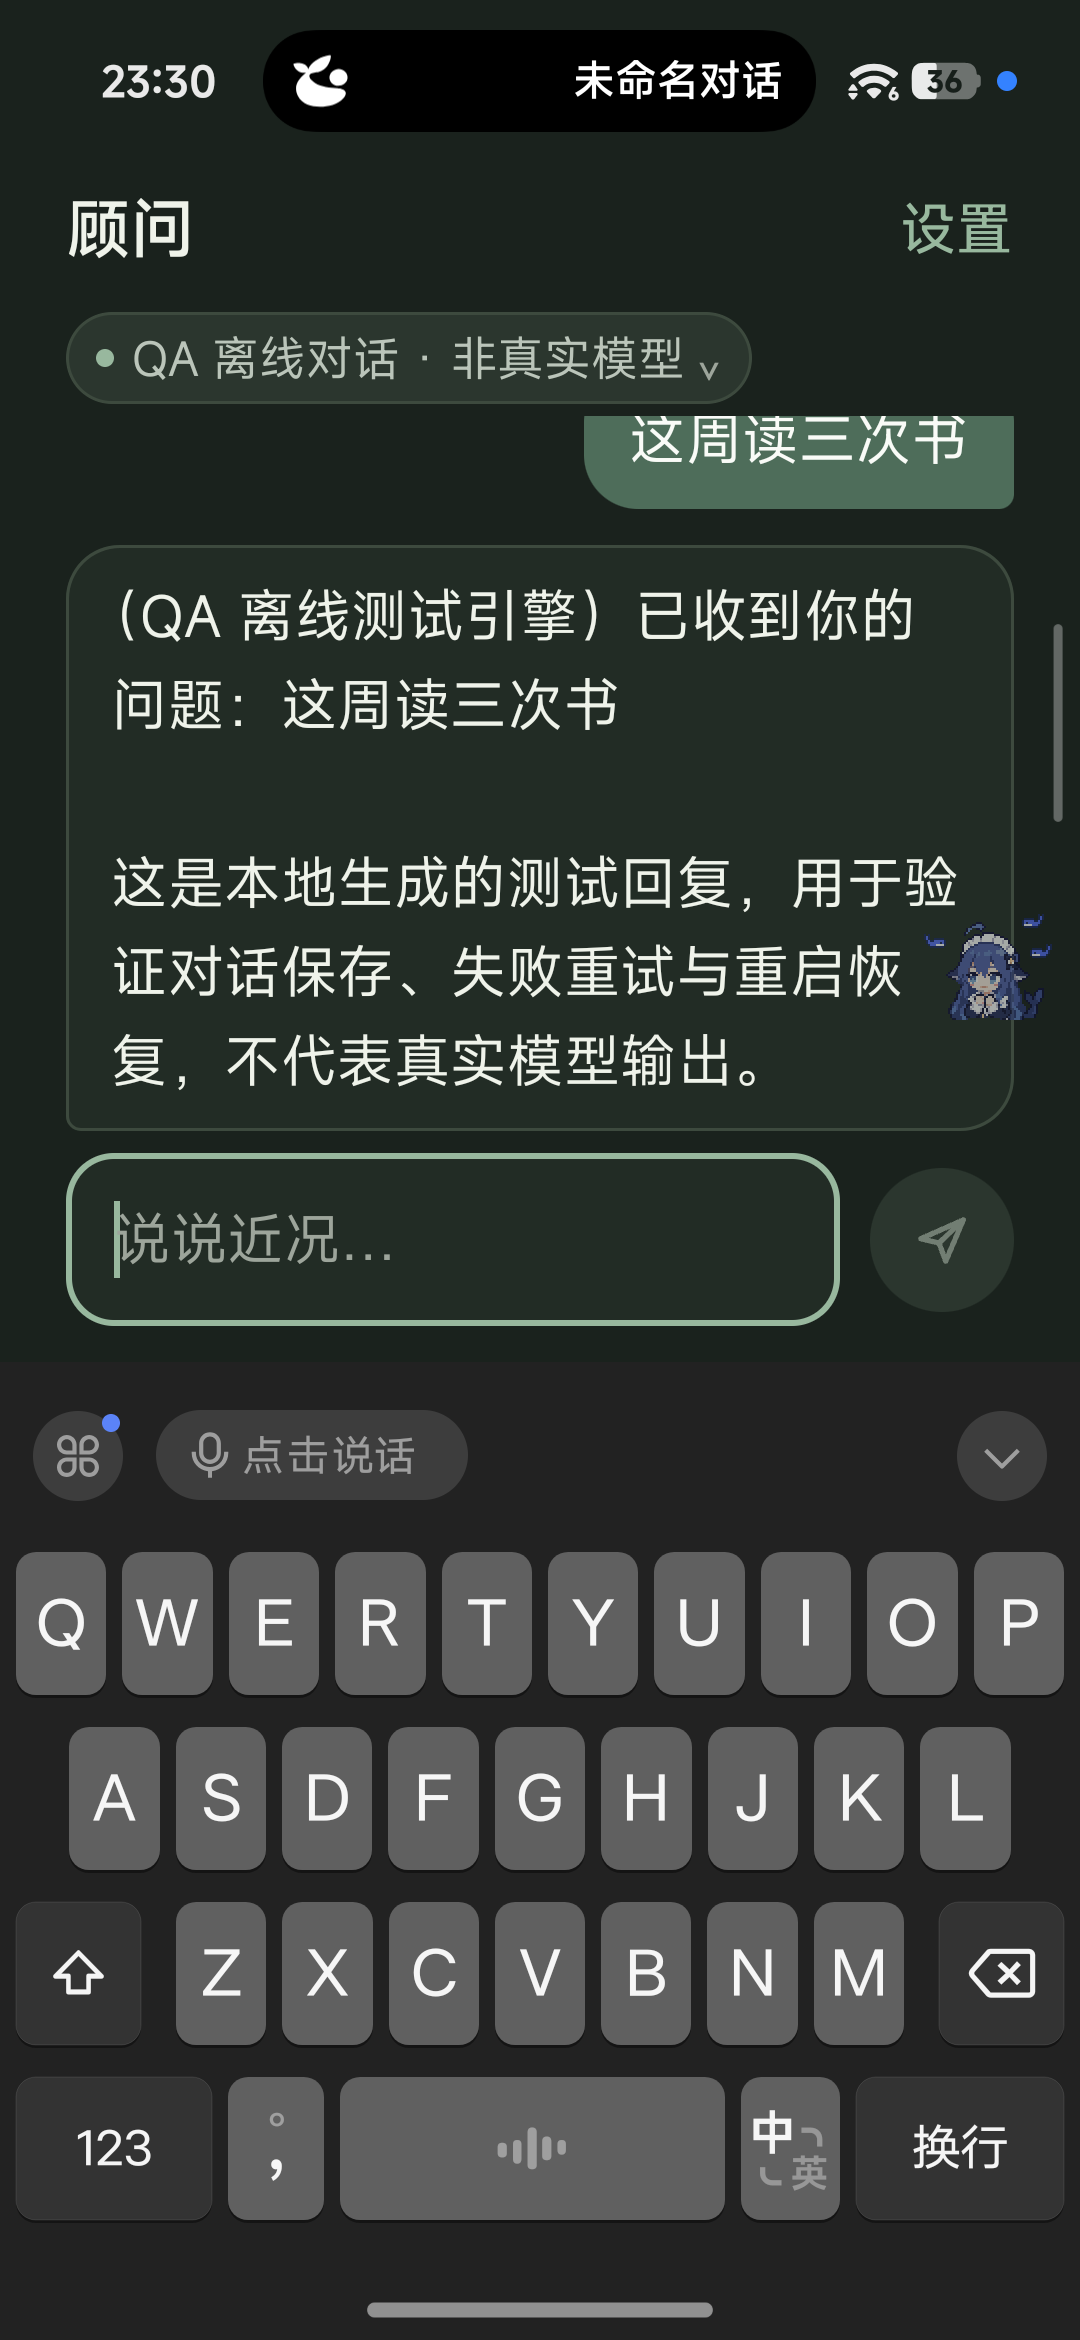 23:30
未命名对话
6
36
顾问
设置
QA 离线对话 · 非真实模型
这周读三次书
（QA 离线测试引擎）已收到你的
问题：这周读三次书
这是本地生成的测试回复，用于验
证对话保存、失败重试与重启恢
复，不代表真实模型输出。
说说近况...
点击说话
Q W E R T Y U I O P
A S D F G H J K L
Z X C V B N M
123
。
，
中
英
换行